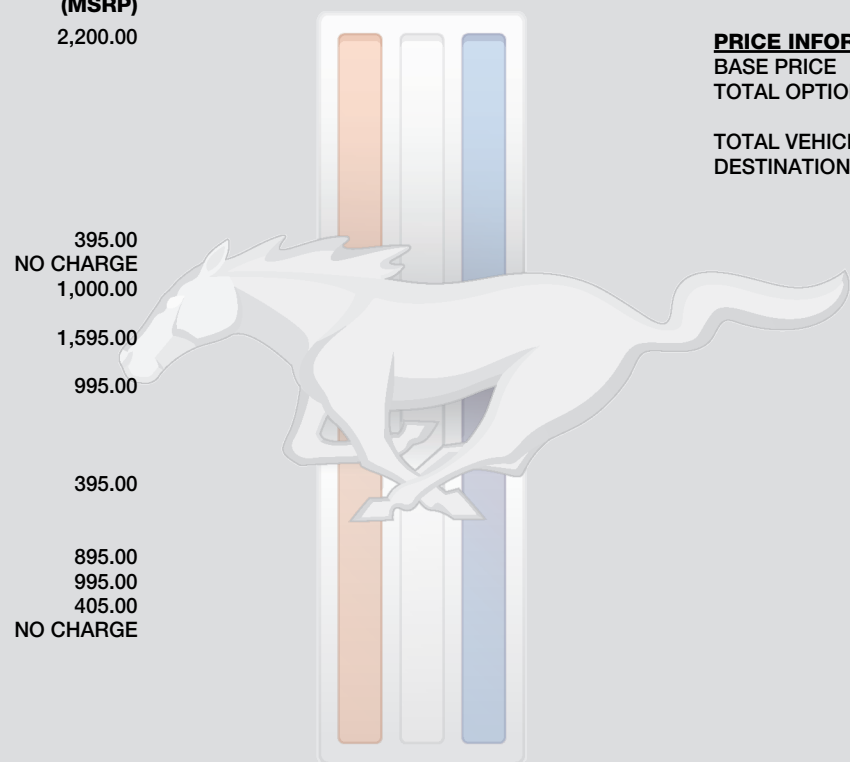 (MSRP)
2,200.00
395.00
NO CHARGE
1,000.00
1,595.00
995.00
395.00
895.00
995.00
405.00
NO CHARGE
PRICE INFOR
BASE PRICE
TOTAL OPTIO
TOTAL VEHICL
DESTINATION